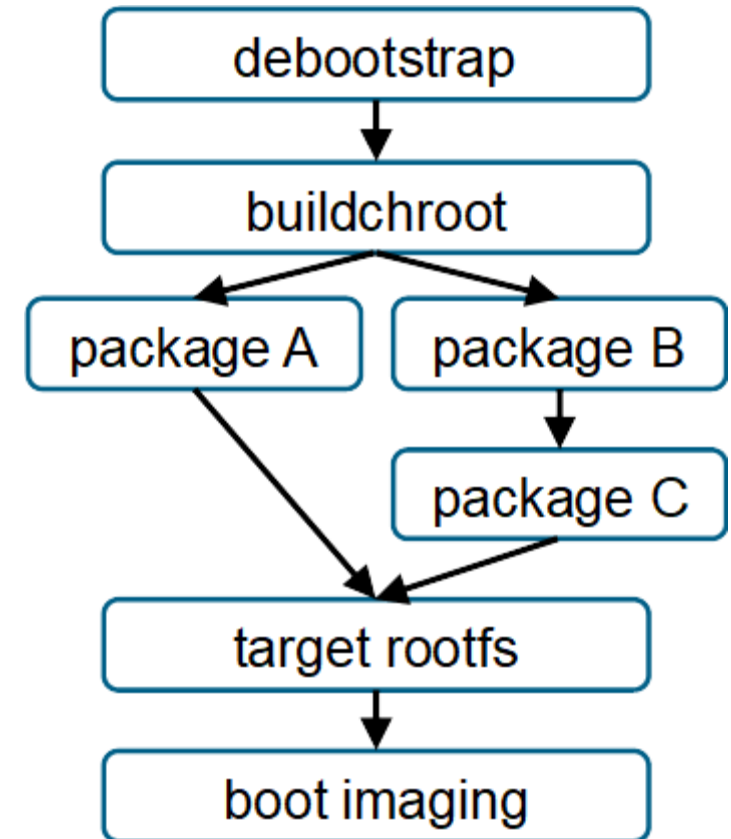 debootstrap
buildchroot
package A
package B
package C
target rootfs
boot imaging